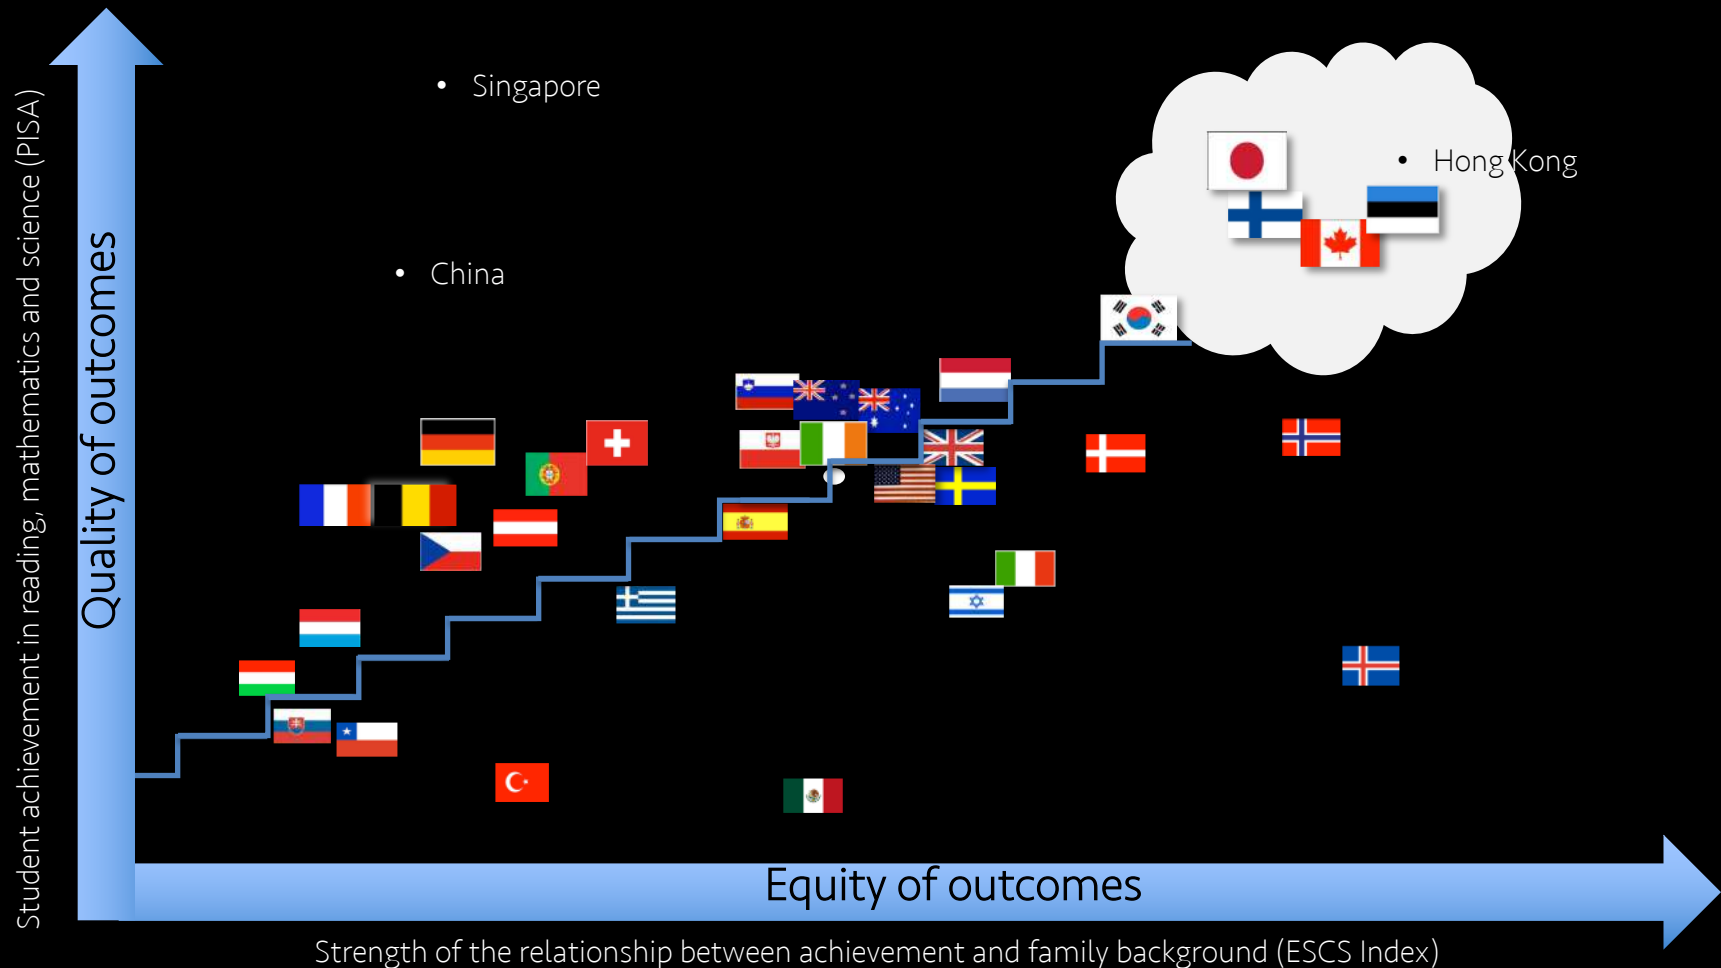 Singapore
Hong Kong
China
Student achievement in reading, mathematics and science (PISA)
Quality of outcomes
Equity of outcomes
Strength of the relationship between achievement and family background (ESCS Index)